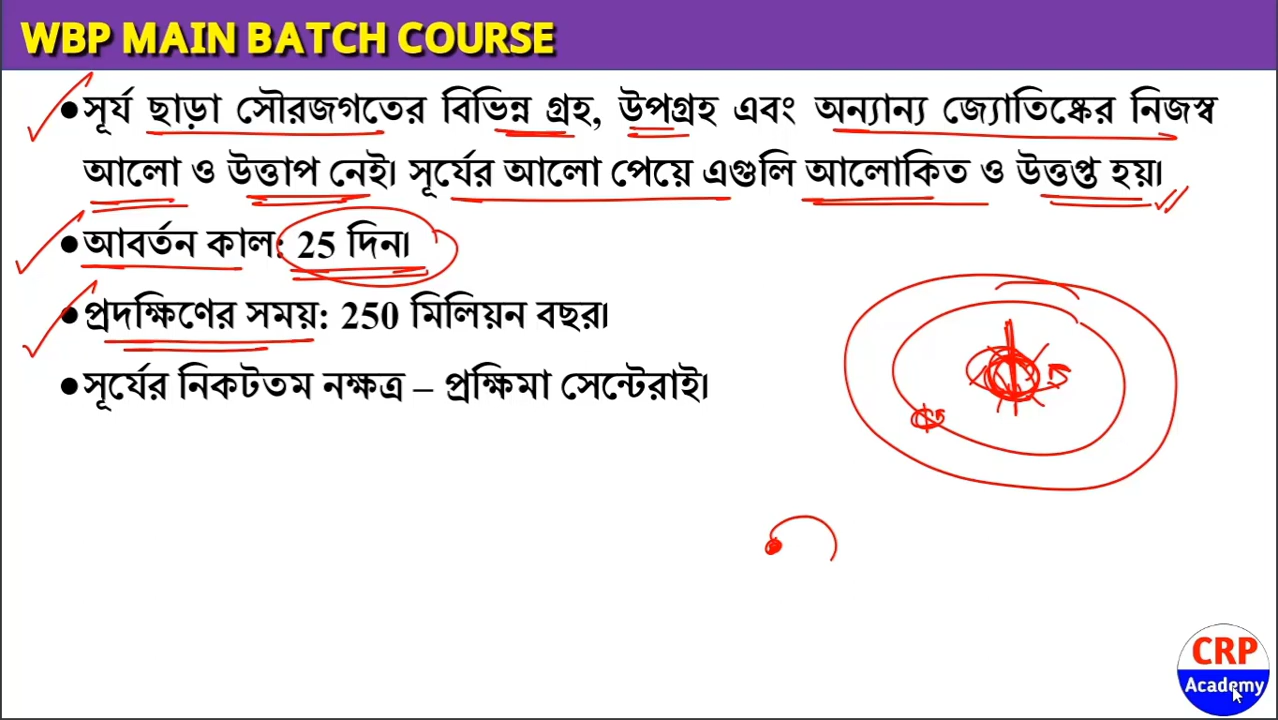 WBP MAIN BATCH COURSE
•সূর্য ছাড়া সৌরজগতের বিভিন্ন গ্রহ, উপগ্রহ এবং অন্যান্য জ্যোতিষ্কের নিজস্ব
আলো ও উত্তাপ নেই। সূর্যের আলো পেয়ে এগুলি আলোকিত ও উত্তপ্ত হয়।
•আবর্তন কাল: 25 দিন।
•প্রদক্ষিণের সময়: 250 মিলিয়ন বছর।
•সূর্যের নিকটতম নক্ষত্র – প্রক্ষিমা সেন্টেরাই।
CRP
Academy